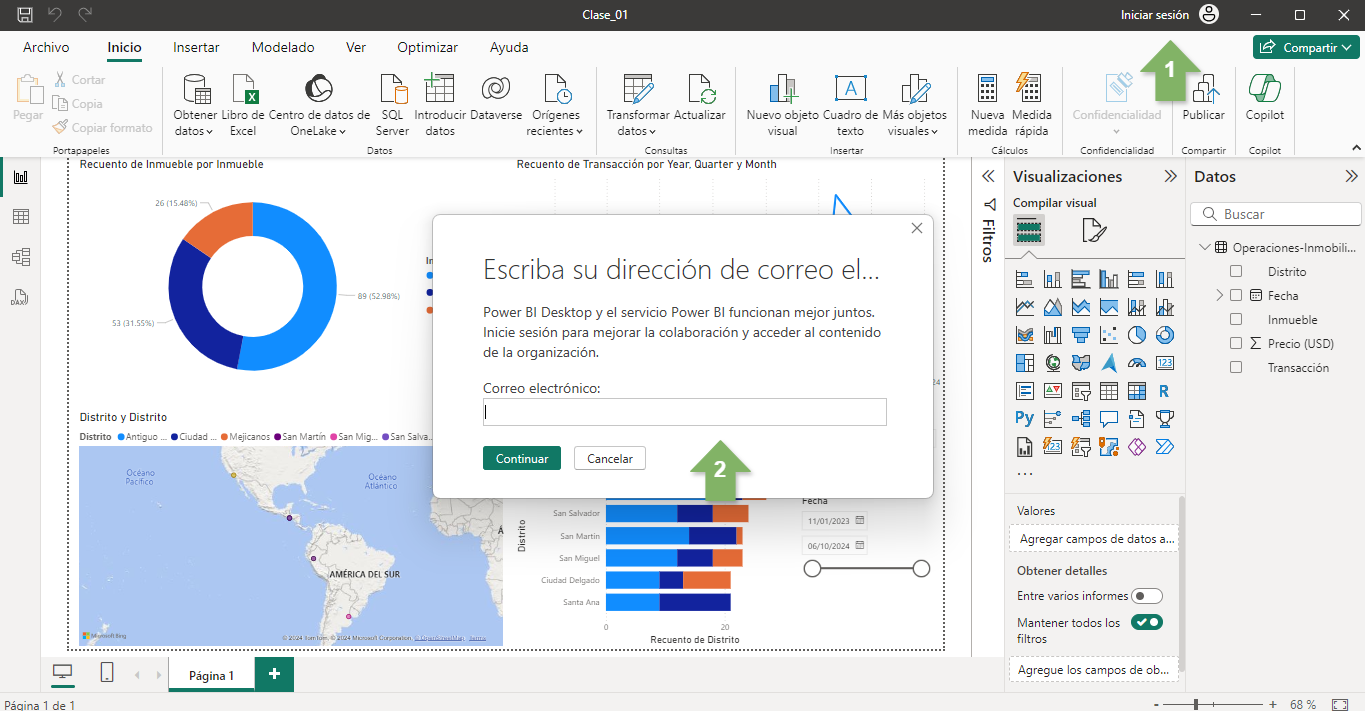 Clase_01
Iniciar sesión
Archivo
Inicio
Insertar
Modelado
Ver
Optimizar
Ayuda
Compartir
1
Pegar
Cortar
Copia
Copiar formato
Portapapeles
Obtener datos
Libro de Excel
Centro de datos de OneLake
SQL Server
Introducir datos
Dataverse
Orígenes recientes
Datos
Transformar datos
Actualizar
Consultas
Nuevo objeto visual
Cuadro de texto
A
Más objetos visuales
Insertar
Nueva medida
Medida rápida
Cálculos
Confidencialidad
Confidencialidad
Publicar
Compartir
Copilot
Copilot
Recuento de Inmueble por Inmueble
26 (15.48%)
89 (52.98%)
53 (31.55%)
Recuento de Transacción por Year, Quarter y Month
Escriba su dirección de correo el...
Power BI Desktop y el servicio Power BI funcionan mejor juntos.
Inicie sesión para mejorar la colaboración y acceder al contenido
de la organización.
Correo electrónico:
Continuar
Cancelar
2
Distrito y Distrito
Distrito
Antiguo ...
Ciudad ...
Mejicanos
San Martín
San Mig...
San Salva...
Océano
Pacífico
Océano
Atlántico
AMÉRICA DEL SUR
Microsoft Bing
© 2024 TomTom, © 2024 Microsoft Corporation, © OpenStreetMap Terms
Distrito
San Salvador
San Martin
San Miguel
Ciudad Delgado
Santa Ana
0
20
Recuento de Distrito
Fecha
11/01/2023
06/10/2024
Filtros
Visualizaciones
Compilar visual
123
R
Py
123
...
Valores
Agregar campos de datos a...
Obtener detalles
Entre varios informes
Mantener todos los
filtros
Agregue los campos de ob...
Datos
Buscar
Operaciones-Inmobili...
Distrito
Fecha
Inmueble
Precio (USD)
Transacción
DAX
Página 1
+
Página 1 de 1
-
+
68 %